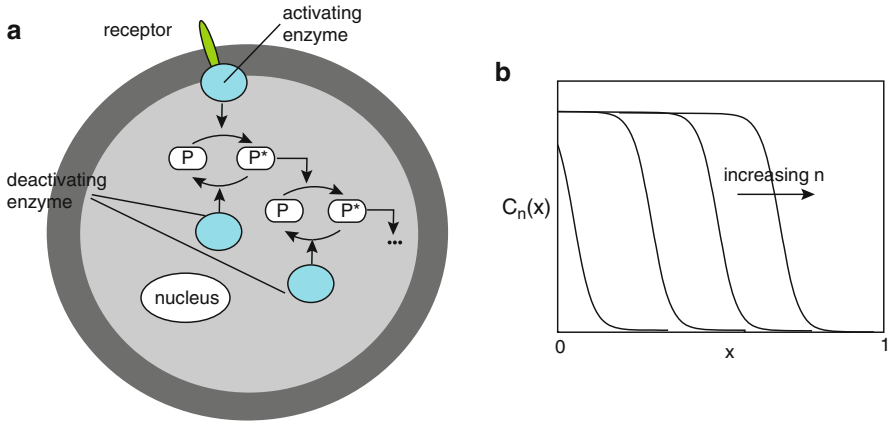 a
receptor
activating
enzyme
P
P*
deactivating
enzyme
P
P*
...
nucleus
b
increasing n
Cₙ(x)
0
x
1